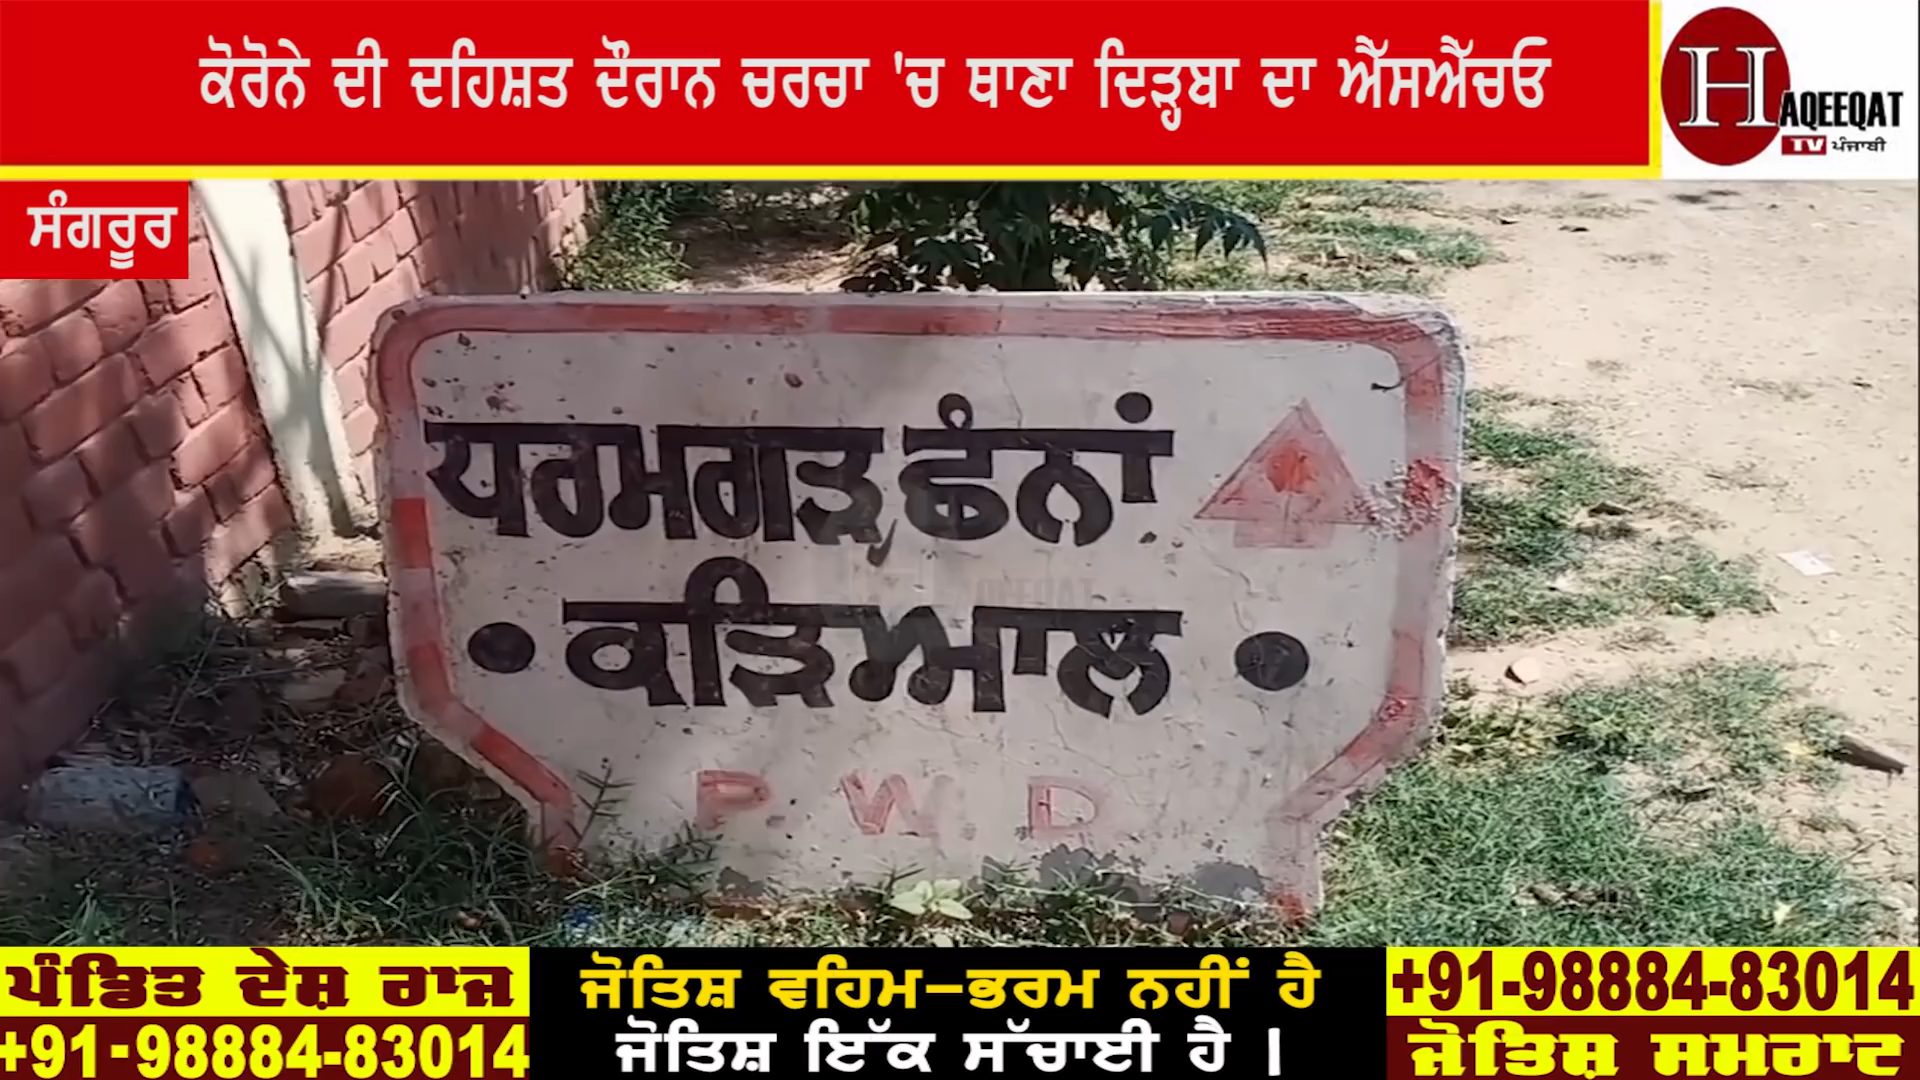 ਕੋਰੋਨੇ ਦੀ ਦਹਿਸ਼ਤ ਦੌਰਾਨ ਚਰਚਾ 'ਚ ਥਾਣਾ ਦਿੜ੍ਹਬਾ ਦਾ ਐੱਸਐੱਚਓ
HAQEEQAT
TV ਪੰਜਾਬੀ
ਸੰਗਰੂਰ
ਧਰਮਗੜ੍ਹ ਛੰਨਾਂ
• ਕੜਿਆਲ •
P.W.D
ਪੰਡਿਤ ਦੇਸ਼ ਰਾਜ
+91-98884-83014
ਜੋਤਿਸ਼ ਵਹਿਮ-ਭਰਮ ਨਹੀਂ ਹੈ
ਜੋਤਿਸ਼ ਇੱਕ ਸੱਚਾਈ ਹੈ ।
+91-98884-83014
ਜੋਤਿਸ਼ ਸਮਰਾਟ